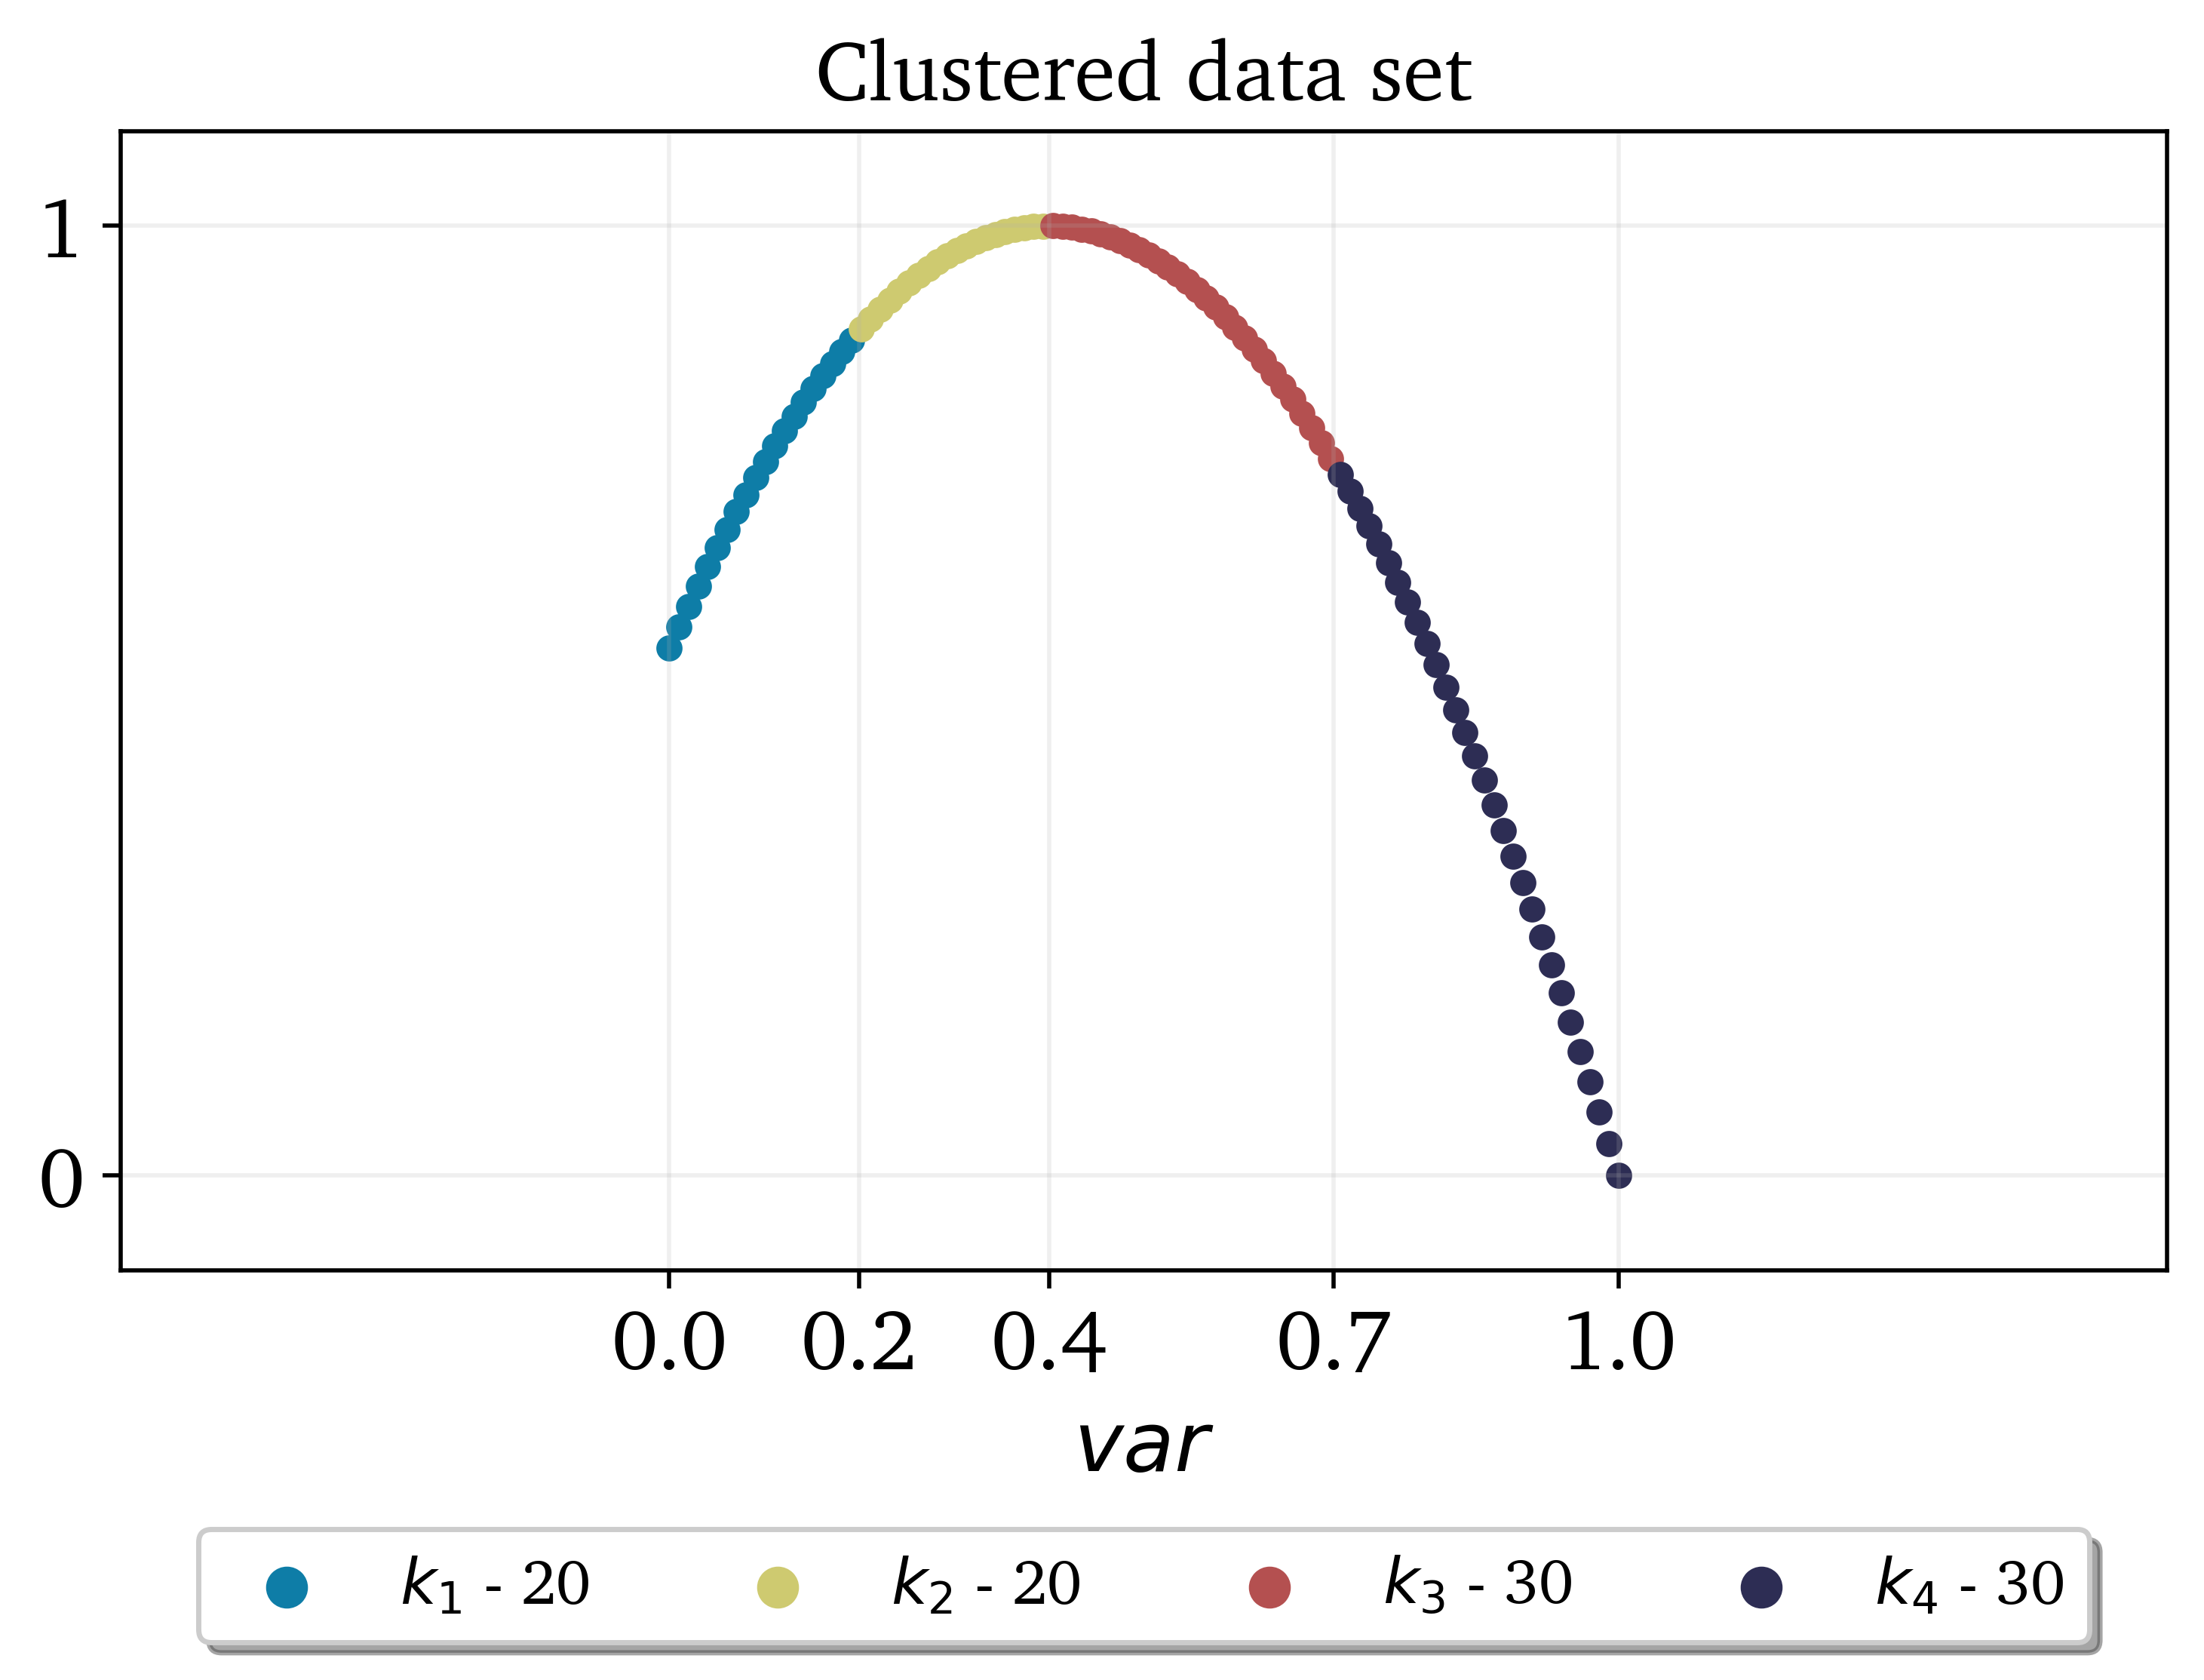 Clustered data set
1
0
0.0 0.2 0.4 0.7 1.0
var
k₁ - 20 k₂ - 20 k₃ - 30 k₄ - 30